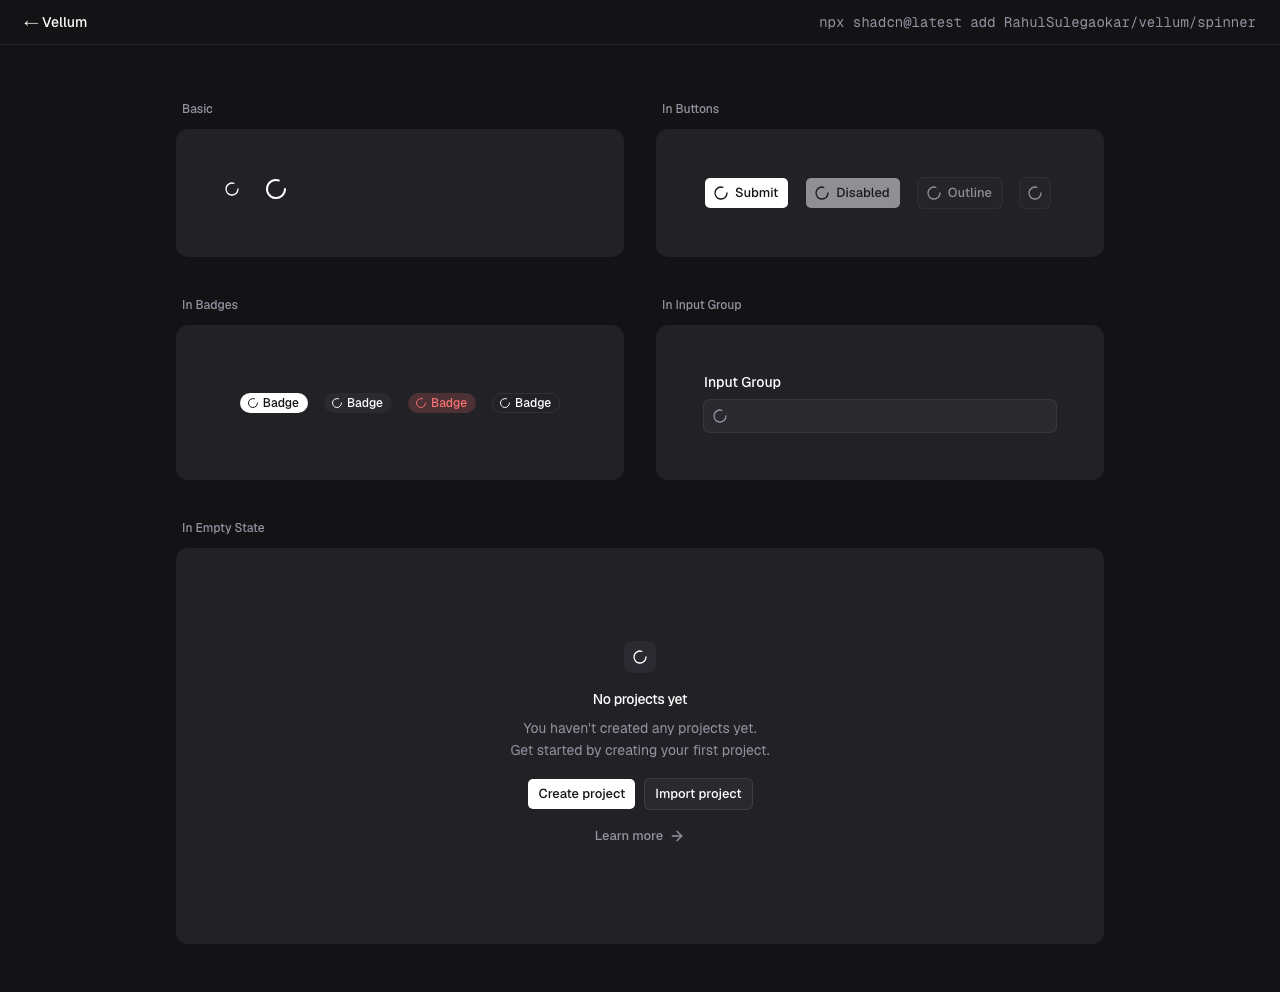 ← Vellum
npx shadcn@latest add RahulSulegaokar/vellum/spinner
Basic
In Buttons
Submit
Disabled
Outline
In Badges
In Input Group
Badge
Badge
Badge
Badge
Input Group
In Empty State
No projects yet
You haven't created any projects yet.
Get started by creating your first project.
Create project
Import project
Learn more →